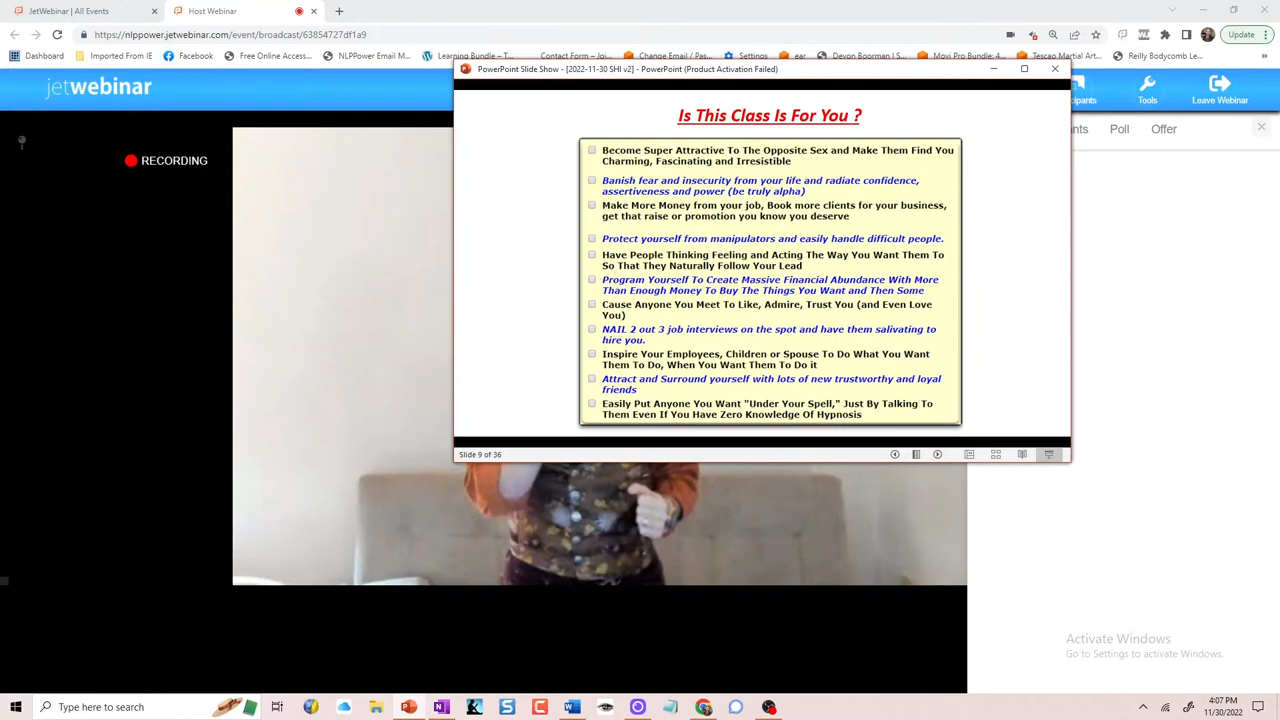 JetWebinar | All Events
Host Webinar
https://nlppower.jetwebinar.com/event/broadcast/63854727df1a9
Update
Dashboard
Imported From IE
Facebook
Free Online Access...
NLPPower Email M...
Learning Bundle – T...
Contact Form – Joi...
Change Email / Pas...
Settings
ear
Devon Boorman | S...
Movi Pro Bundle: 4...
Tescao Martial Art...
Reilly Bodycomb Le...
»
jetwebinar
Tools
Leave Webinar
Poll
Offer
RECORDING
PowerPoint Slide Show - [2022-11-30 SHI v2] - PowerPoint (Product Activation Failed)
Is This Class Is For You ?
Become Super Attractive To The Opposite Sex and Make Them Find You
Charming, Fascinating and Irresistible
Banish fear and insecurity from your life and radiate confidence,
assertiveness and power (be truly alpha)
Make More Money from your job, Book more clients for your business,
get that raise or promotion you know you deserve
Protect yourself from manipulators and easily handle difficult people.
Have People Thinking Feeling and Acting The Way You Want Them To
So That They Naturally Follow Your Lead
Program Yourself To Create Massive Financial Abundance With More
Than Enough Money To Buy The Things You Want and Then Some
Cause Anyone You Meet To Like, Admire, Trust You (and Even Love
You)
NAIL 2 out 3 job interviews on the spot and have them salivating to
hire you.
Inspire Your Employees, Children or Spouse To Do What You Want
Them To Do, When You Want Them To Do it
Attract and Surround yourself with lots of new trustworthy and loyal
friends
Easily Put Anyone You Want "Under Your Spell," Just By Talking To
Them Even If You Have Zero Knowledge Of Hypnosis
Slide 9 of 36
Activate Windows
Go to Settings to activate Windows.
Type here to search
4:07 PM
11/30/2022